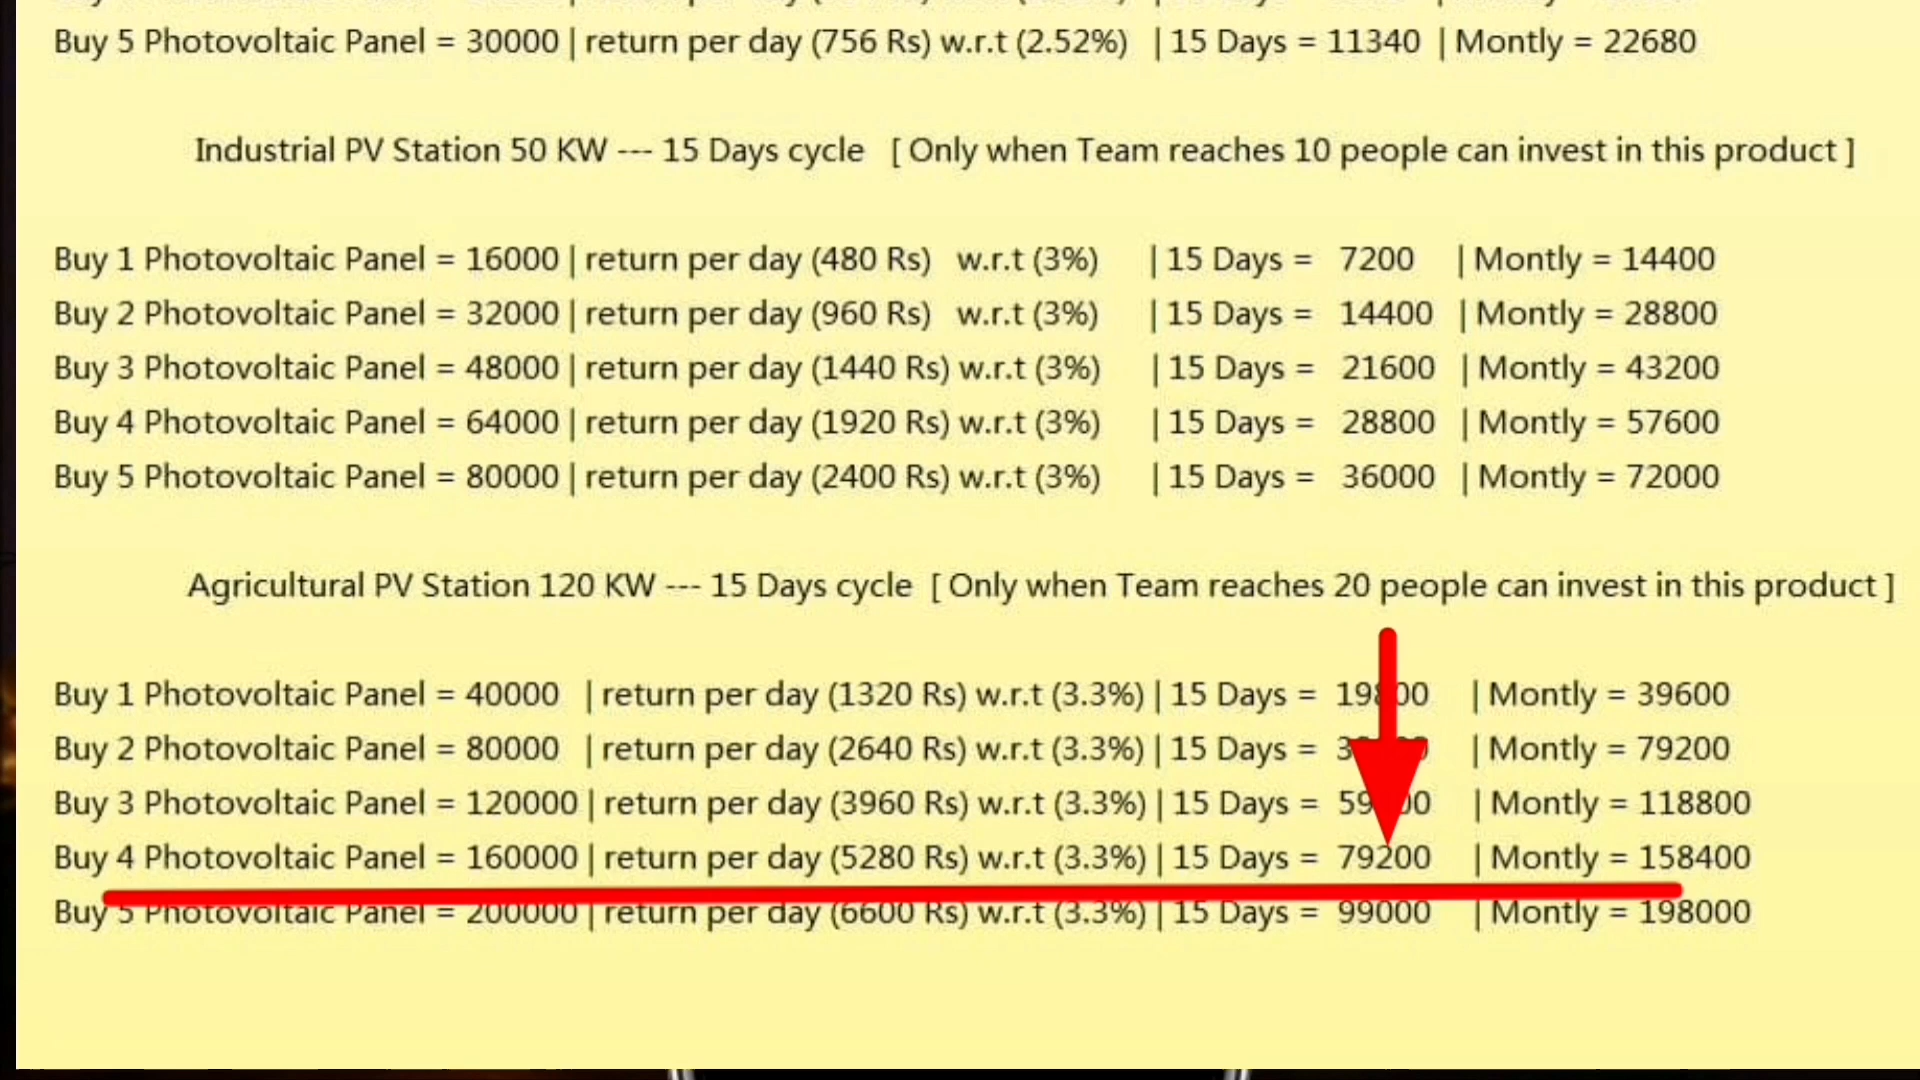 Buy 5 Photovoltaic Panel = 30000 | return per day (756 Rs) w.r.t (2.52%) | 15 Days = 11340 | Montly = 22680
Industrial PV Station 50 KW --- 15 Days cycle [ Only when Team reaches 10 people can invest in this product ]
Buy 1 Photovoltaic Panel = 16000 | return per day (480 Rs) w.r.t (3%) | 15 Days = 7200 | Montly = 14400
Buy 2 Photovoltaic Panel = 32000 | return per day (960 Rs) w.r.t (3%) | 15 Days = 14400 | Montly = 28800
Buy 3 Photovoltaic Panel = 48000 | return per day (1440 Rs) w.r.t (3%) | 15 Days = 21600 | Montly = 43200
Buy 4 Photovoltaic Panel = 64000 | return per day (1920 Rs) w.r.t (3%) | 15 Days = 28800 | Montly = 57600
Buy 5 Photovoltaic Panel = 80000 | return per day (2400 Rs) w.r.t (3%) | 15 Days = 36000 | Montly = 72000
Agricultural PV Station 120 KW --- 15 Days cycle [ Only when Team reaches 20 people can invest in this product ]
Buy 1 Photovoltaic Panel = 40000 | return per day (1320 Rs) w.r.t (3.3%) | 15 Days = 19800 | Montly = 39600
Buy 2 Photovoltaic Panel = 80000 | return per day (2640 Rs) w.r.t (3.3%) | 15 Days = | Montly = 79200
Buy 3 Photovoltaic Panel = 120000 | return per day (3960 Rs) w.r.t (3.3%) | 15 Days = | Montly = 118800
Buy 4 Photovoltaic Panel = 160000 | return per day (5280 Rs) w.r.t (3.3%) | 15 Days = 79200 | Montly = 158400
Buy 5 Photovoltaic Panel = 200000 | return per day (6600 Rs) w.r.t (3.3%) | 15 Days = 99000 | Montly = 198000